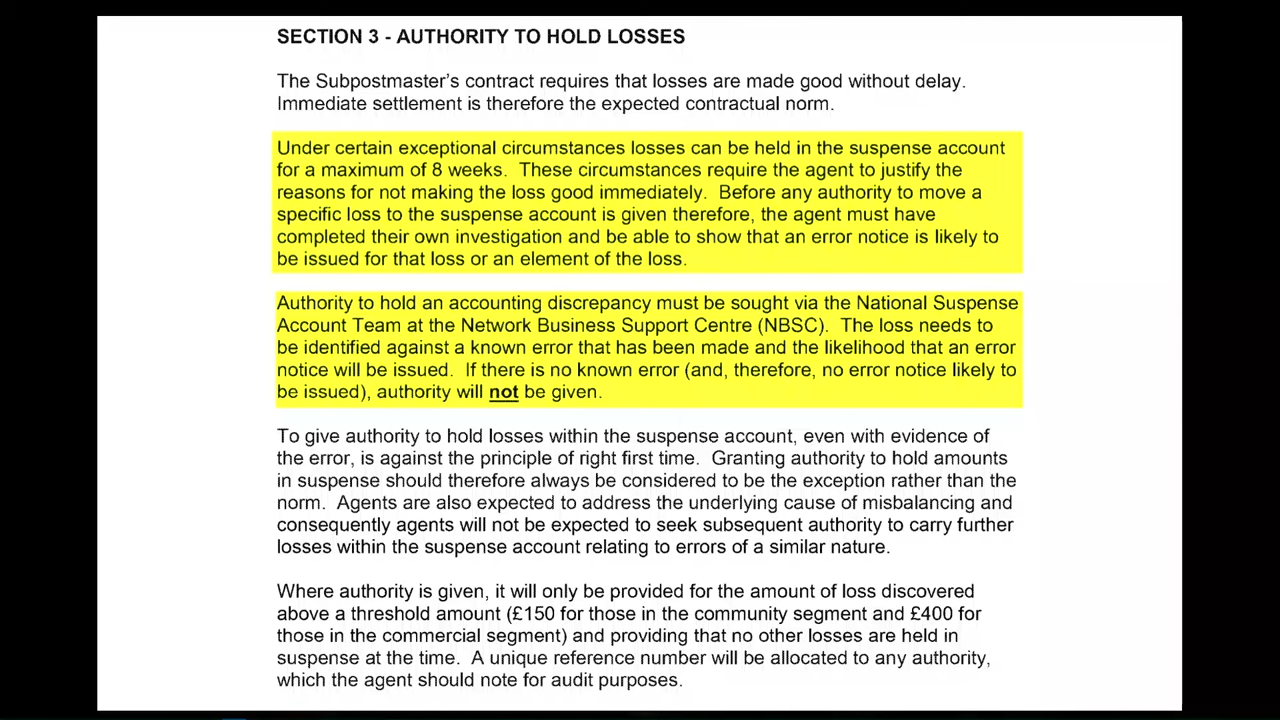 SECTION 3 - AUTHORITY TO HOLD LOSSES
The Subpostmaster's contract requires that losses are made good without delay.
Immediate settlement is therefore the expected contractual norm.
Under certain exceptional circumstances losses can be held in the suspense account
for a maximum of 8 weeks.  These circumstances require the agent to justify the
reasons for not making the loss good immediately.  Before any authority to move a
specific loss to the suspense account is given therefore, the agent must have
completed their own investigation and be able to show that an error notice is likely to
be issued for that loss or an element of the loss.
Authority to hold an accounting discrepancy must be sought via the National Suspense
Account Team at the Network Business Support Centre (NBSC).  The loss needs to
be identified against a known error that has been made and the likelihood that an error
notice will be issued.  If there is no known error (and, therefore, no error notice likely to
be issued), authority will not be given.
To give authority to hold losses within the suspense account, even with evidence of
the error, is against the principle of right first time.  Granting authority to hold amounts
in suspense should therefore always be considered to be the exception rather than the
norm.  Agents are also expected to address the underlying cause of misbalancing and
consequently agents will not be expected to seek subsequent authority to carry further
losses within the suspense account relating to errors of a similar nature.
Where authority is given, it will only be provided for the amount of loss discovered
above a threshold amount (£150 for those in the community segment and £400 for
those in the commercial segment) and providing that no other losses are held in
suspense at the time.  A unique reference number will be allocated to any authority,
which the agent should note for audit purposes.